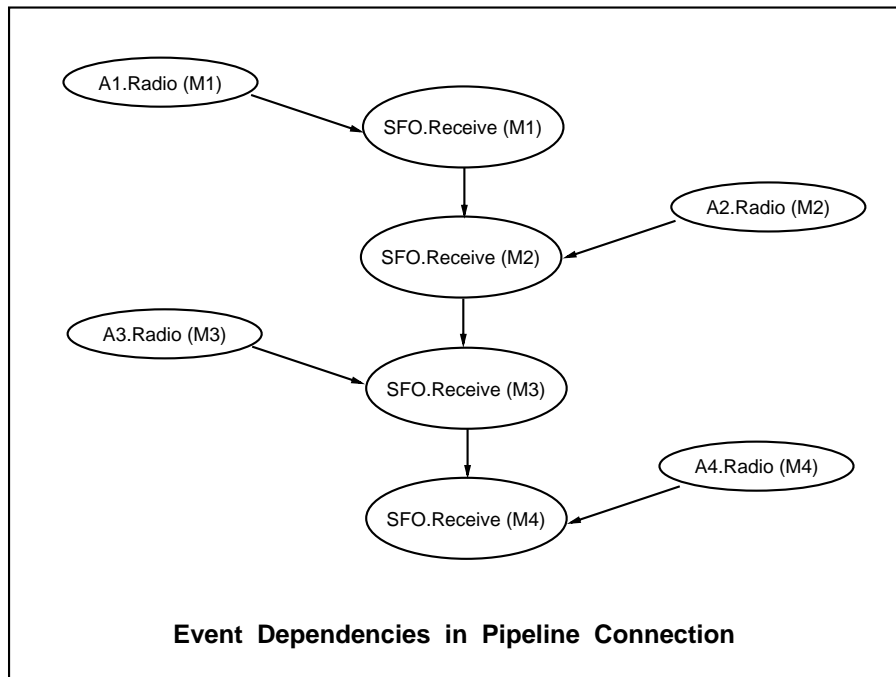 A1.Radio (M1)
SFO.Receive (M1)
A2.Radio (M2)
SFO.Receive (M2)
A3.Radio (M3)
SFO.Receive (M3)
A4.Radio (M4)
SFO.Receive (M4)
Event Dependencies in Pipeline Connection